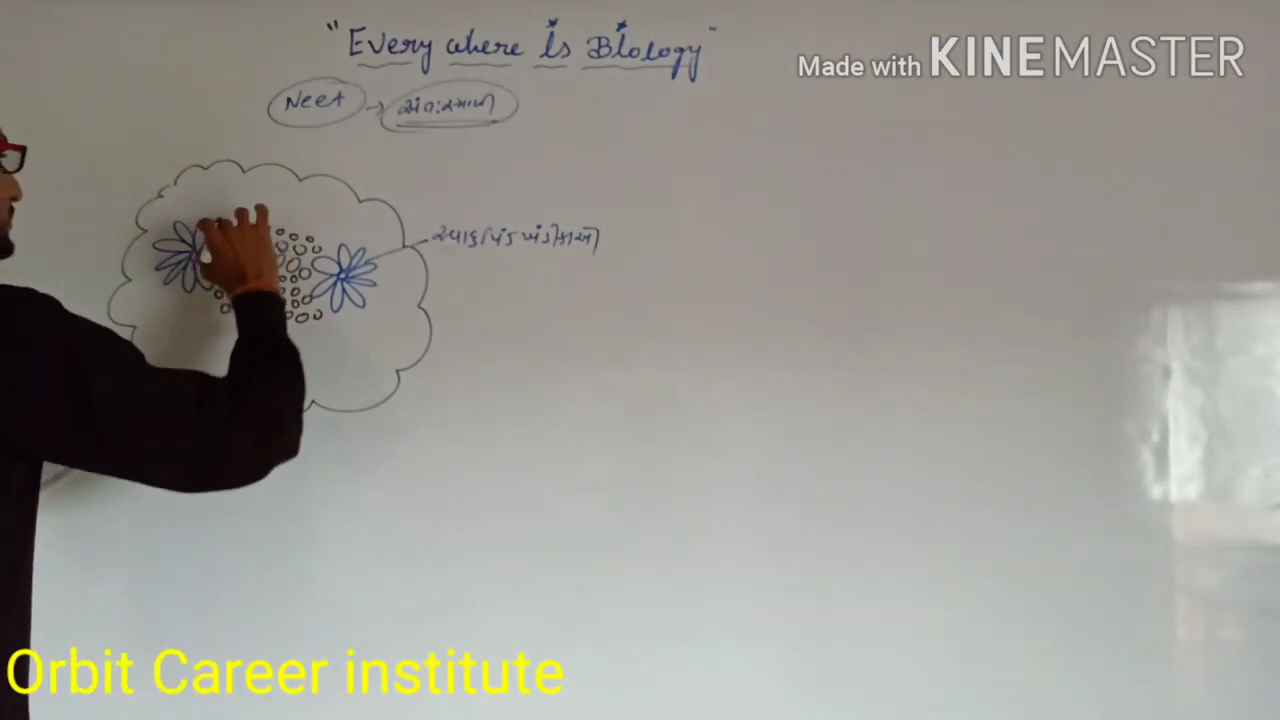 "Every where is Biology"
Made with KINEMASTER
Neet → અંતઃસ્ત્રાવી
સ્વાદુપિંડ ખંડીકાઓ
Orbit Career institute